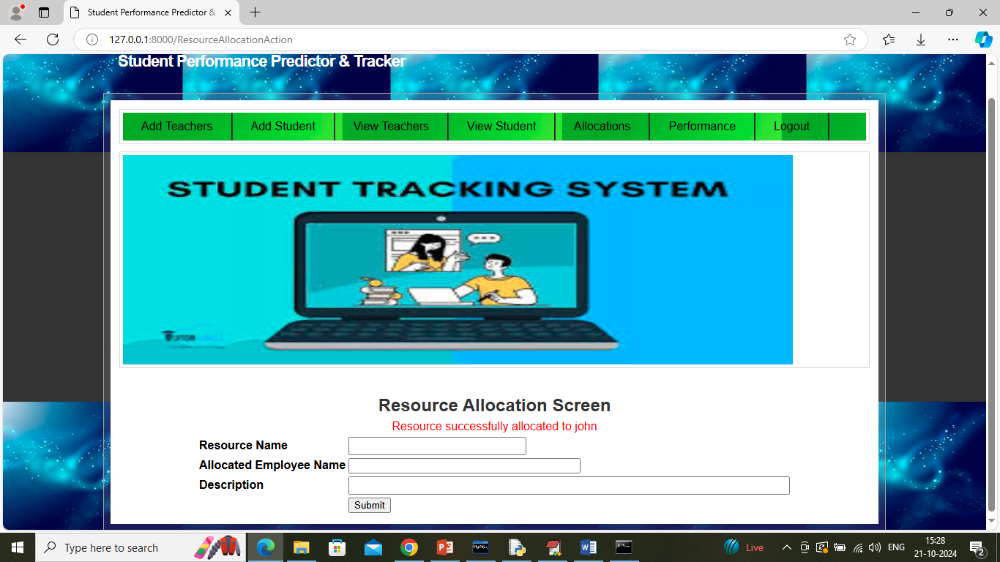 Student Performance Predictor &
127.0.0.1:8000/ResourceAllocationAction
Student Performance Predictor & Tracker
Add Teachers Add Student View Teachers View Student Allocations Performance Logout
STUDENT TRACKING SYSTEM
Resource Allocation Screen
Resource successfully allocated to john
Resource Name
Allocated Employee Name
Description
Submit
Type here to search
Live
ENG
15:28
21-10-2024
2